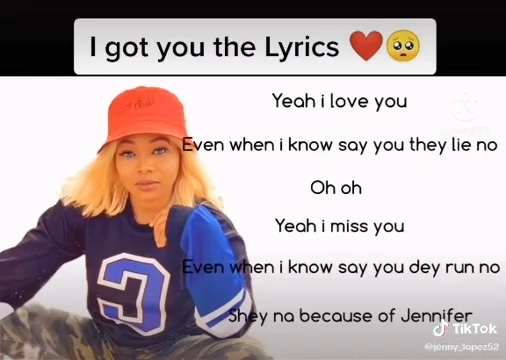 I got you the Lyrics ❤️🥺
Yeah i love you
Even when i know say you they lie no
Oh oh
Yeah i miss you
Even when i know say you dey run no
Shey na because of Jennifer
TikTok
@jenny_lopez52